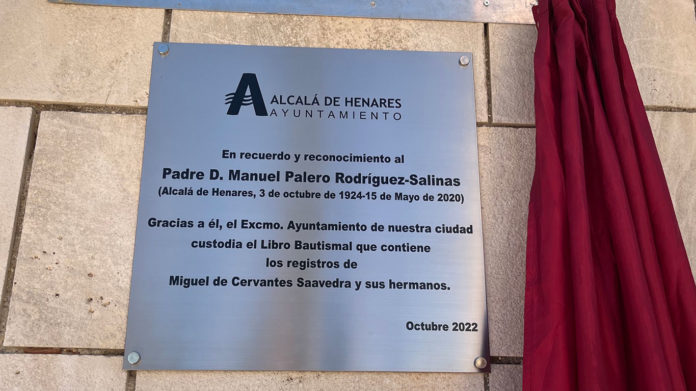 ALCALÁ DE HENARES
AYUNTAMIENTO
En recuerdo y reconocimiento al
Padre D. Manuel Palero Rodríguez-Salinas
(Alcalá de Henares, 3 de octubre de 1924-15 de Mayo de 2020)
Gracias a él, el Excmo. Ayuntamiento de nuestra ciudad
custodia el Libro Bautismal que contiene
los registros de
Miguel de Cervantes Saavedra y sus hermanos.
Octubre 2022